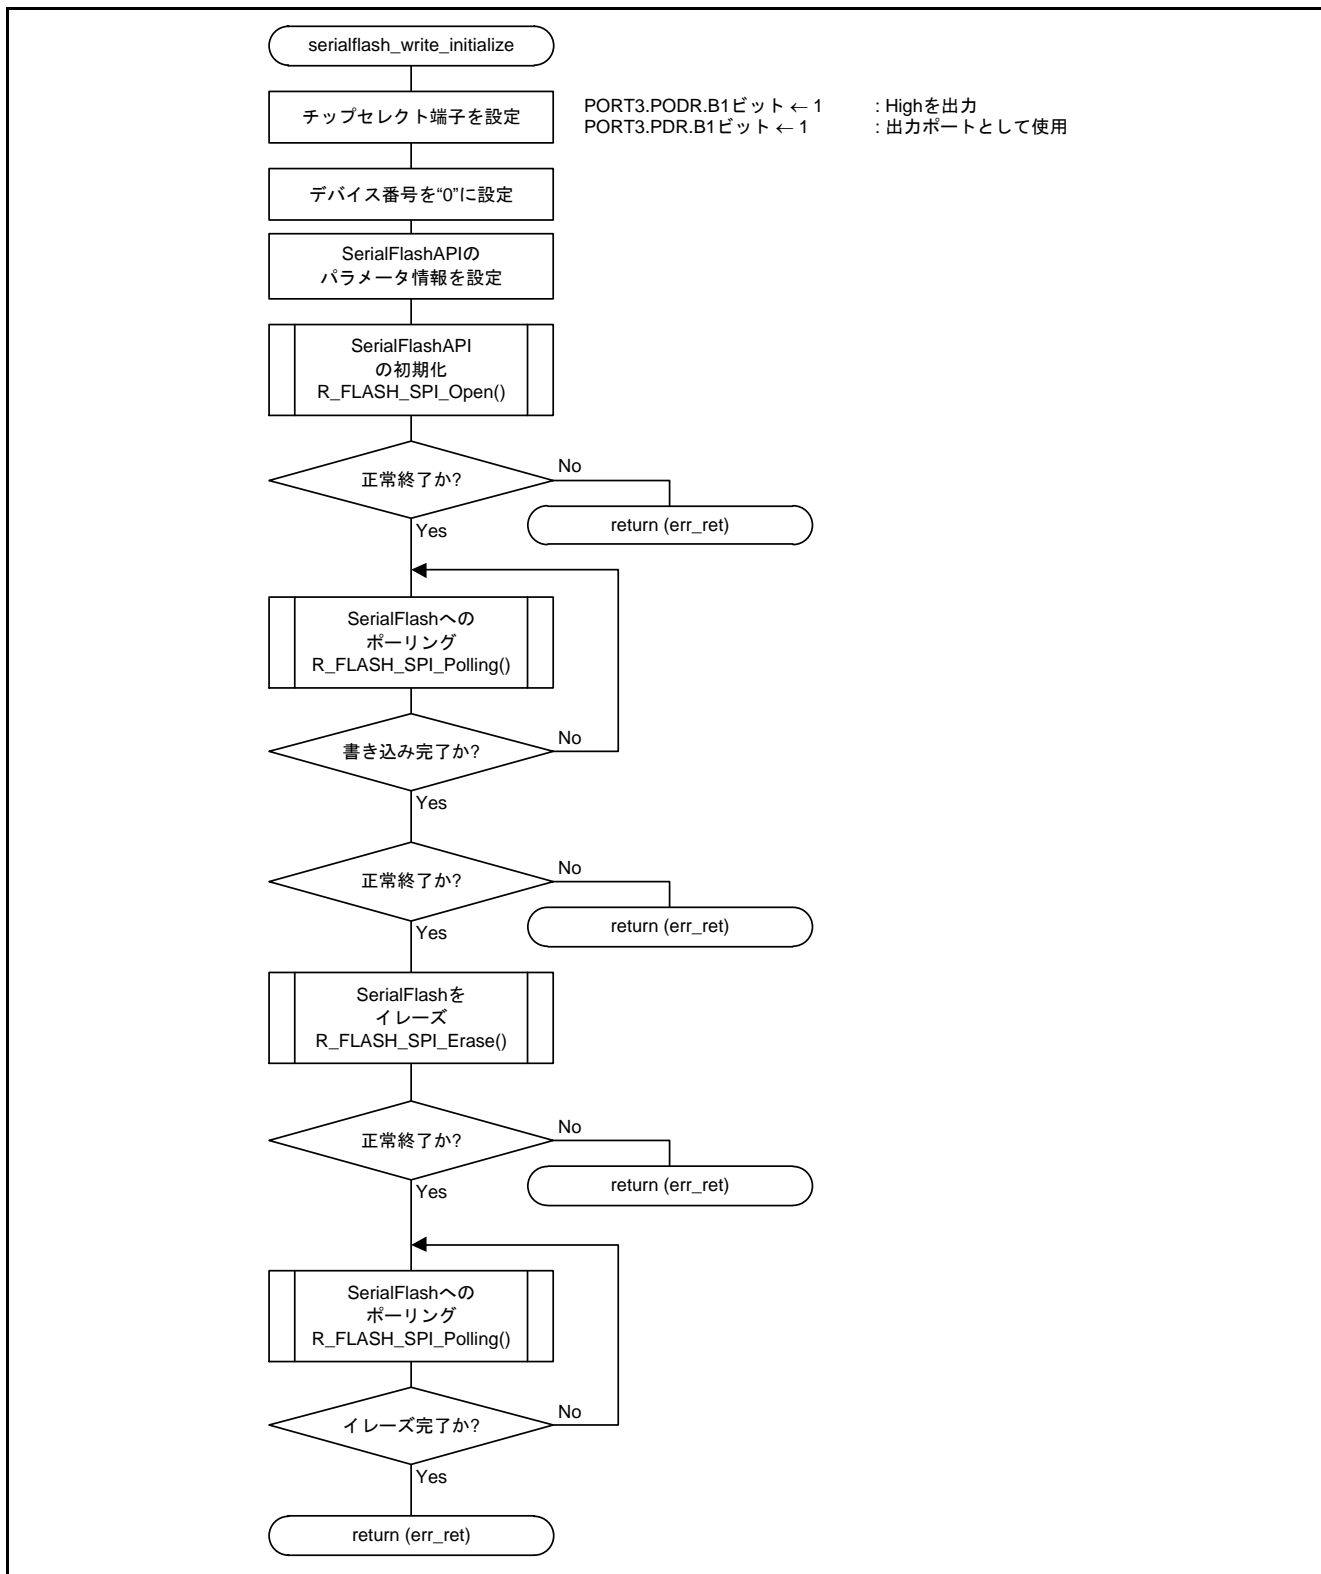 serialflash_write_initialize
チップセレクト端子を設定
PORT3.PODR.B1ビット ← 1 : Highを出力
PORT3.PDR.B1ビット ← 1 : 出力ポートとして使用
デバイス番号を“0”に設定
SerialFlashAPIの
パラメータ情報を設定
SerialFlashAPI
の初期化
R_FLASH_SPI_Open()
正常終了か?
No
return (err_ret)
Yes
SerialFlashへの
ポーリング
R_FLASH_SPI_Polling()
書き込み完了か?
No
Yes
正常終了か?
No
return (err_ret)
Yes
SerialFlashを
イレーズ
R_FLASH_SPI_Erase()
正常終了か?
No
return (err_ret)
Yes
SerialFlashへの
ポーリング
R_FLASH_SPI_Polling()
イレーズ完了か?
No
Yes
return (err_ret)